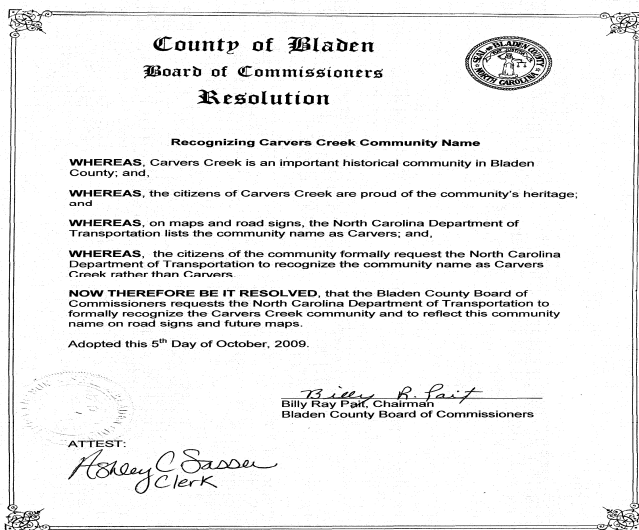 County of Bladen
Board of Commissioners
Resolution
SEAL OF BLADEN COUNTY
NORTH CAROLINA
Recognizing Carvers Creek Community Name
WHEREAS, Carvers Creek is an important historical community in Bladen
County; and,
WHEREAS, the citizens of Carvers Creek are proud of the community's heritage;
and
WHEREAS, on maps and road signs, the North Carolina Department of
Transportation lists the community name as Carvers; and,
WHEREAS, the citizens of the community formally request the North Carolina
Department of Transportation to recognize the community name as Carvers
Creek rather than Carvers.
NOW THEREFORE BE IT RESOLVED, that the Bladen County Board of
Commissioners requests the North Carolina Department of Transportation to
formally recognize the Carvers Creek community and to reflect this community
name on road signs and future maps.
Adopted this 5th Day of October, 2009.
Billy R. Pait
Billy Ray Pait, Chairman
Bladen County Board of Commissioners
ATTEST:
Ashley C Sasser
Clerk